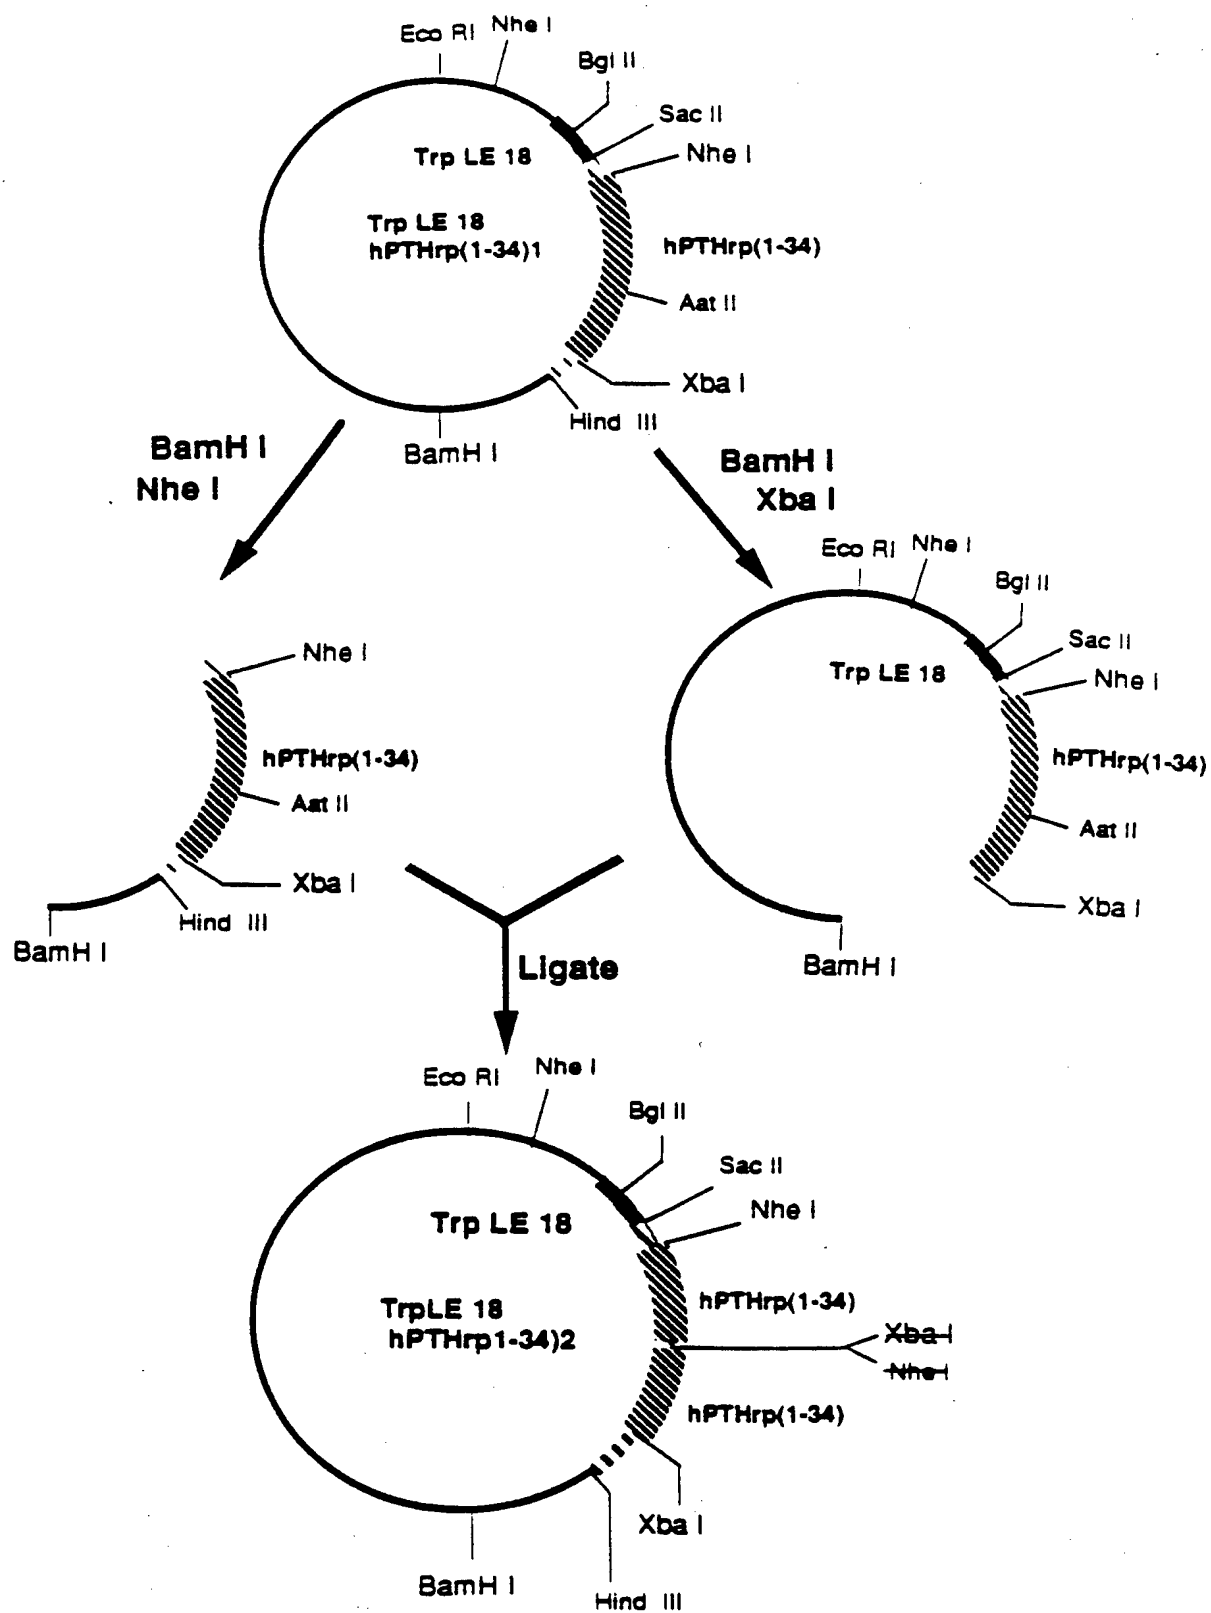 Eco RI
Nhe I
Bgl II
Sac II
Nhe I
Trp LE 18
Trp LE 18
hPTHrp(1-34)1
hPTHrp(1-34)
Aat II
Xba I
Hind III
BamH I
BamH I
Nhe I
BamH I
Xba I
Eco RI
Nhe I
Bgl II
Sac II
Nhe I
Trp LE 18
hPTHrp(1-34)
Aat II
Xba I
BamH I
Nhe I
hPTHrp(1-34)
Aat II
Xba I
Hind III
BamH I
Ligate
Eco RI
Nhe I
Bgl II
Sac II
Nhe I
Trp LE 18
TrpLE 18
hPTHrp1-34)2
hPTHrp(1-34)
Xba I
Nhe I
hPTHrp(1-34)
Xba I
BamH I
Hind III